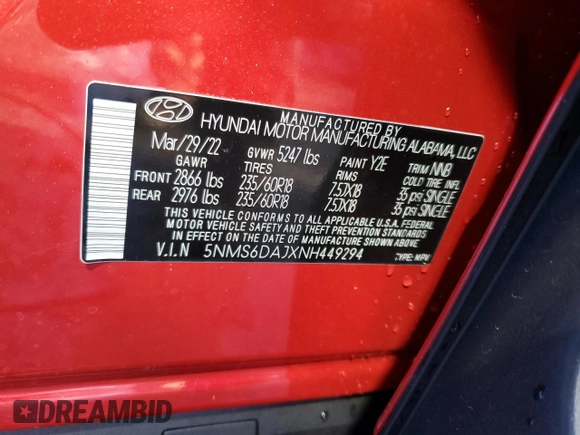 MANUFACTURED BY
HYUNDAI MOTOR MANUFACTURING ALABAMA, LLC
Mar/29/22 GVWR 5247 lbs PAINT Y2E TRIM NNB
GAWR TIRES RIMS COLD TIRE INFL
FRONT 2866 lbs 235/60R18 7.5JX18 35 psi SINGLE
REAR 2976 lbs 235/60R18 7.5JX18 35 psi SINGLE
THIS VEHICLE CONFORMS TO ALL APPLICABLE U.S.A. FEDERAL
MOTOR VEHICLE SAFETY AND THEFT PREVENTION STANDARDS IN
EFFECT ON THE DATE OF MANUFACTURE SHOWN ABOVE.
V.I.N 5NMS6DAJXNH449294 TYPE: MPV
DREAMBID